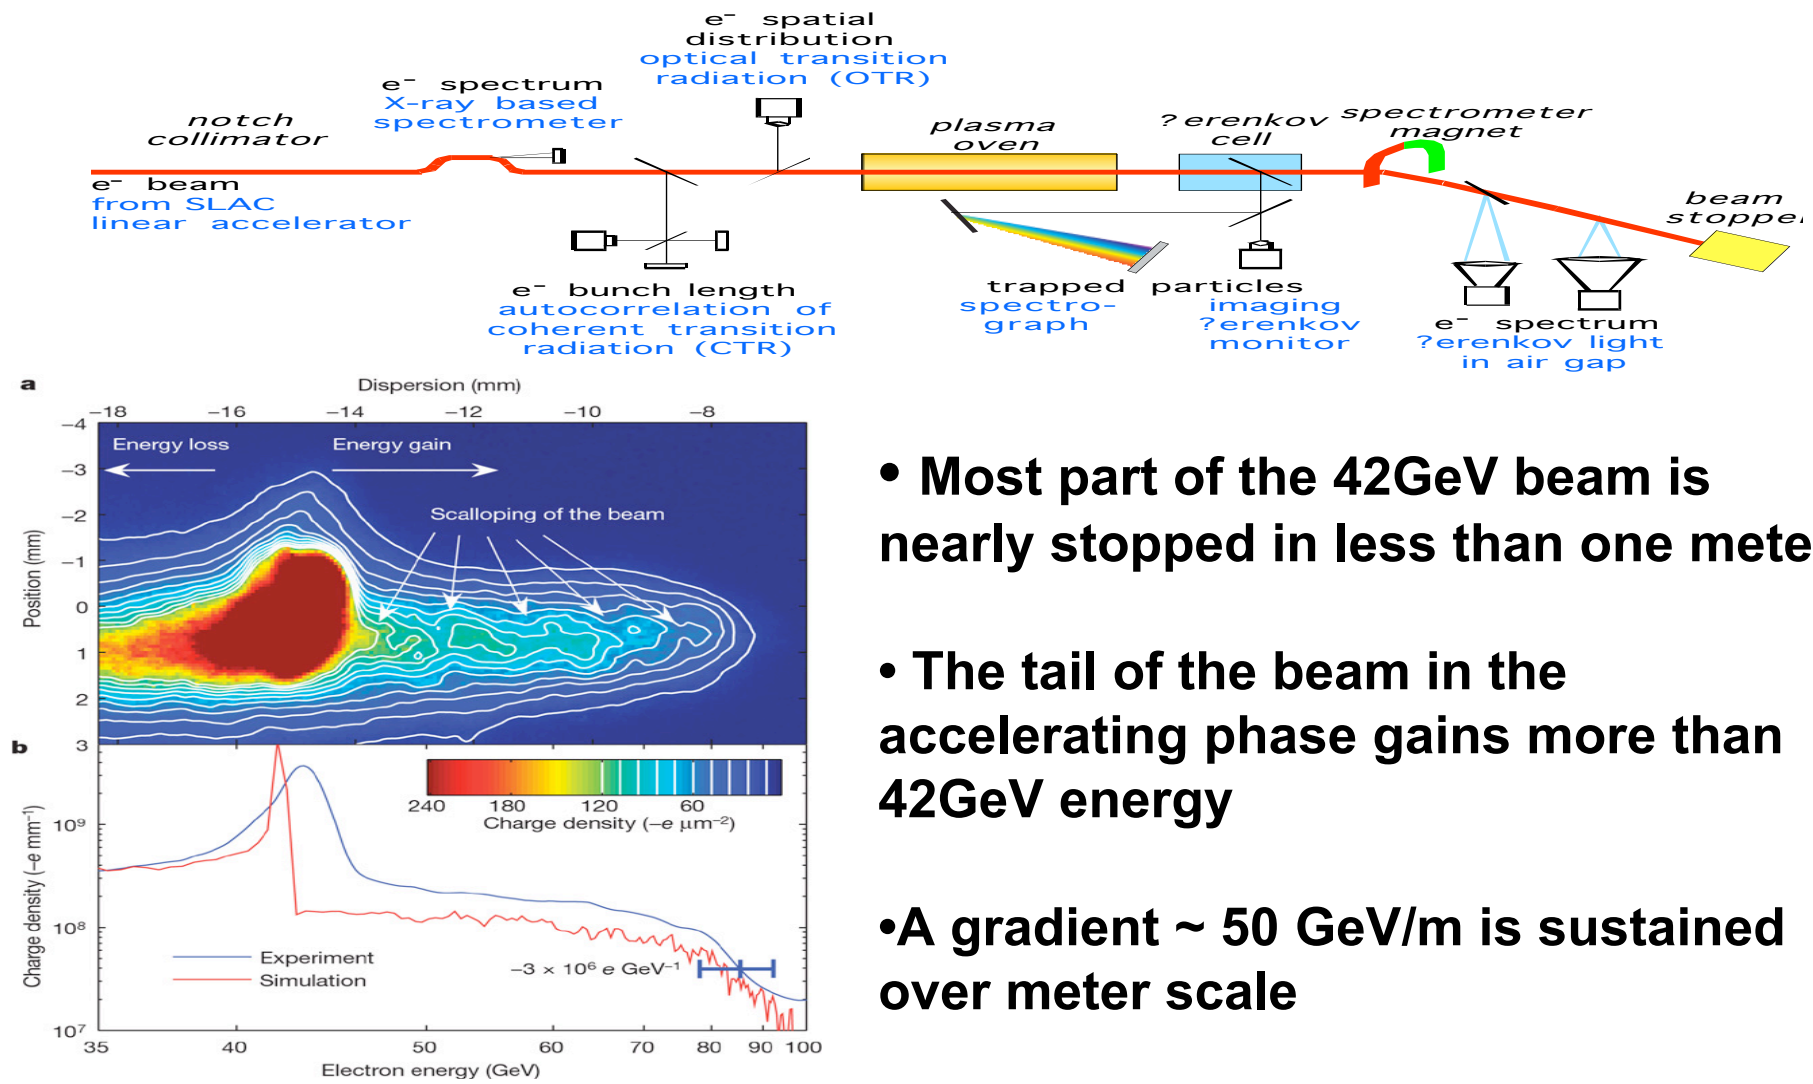 e⁻ spatial
distribution
optical transition
radiation (OTR)
e⁻ spectrum
X-ray based
spectrometer
notch
collimator
plasma
oven
?erenkov
cell
spectrometer
magnet
e⁻ beam
from SLAC
linear accelerator
beam
stopper
e⁻ bunch length
autocorrelation of
coherent transition
radiation (CTR)
trapped particles
spectro-
graph
imaging
?erenkov
monitor
e⁻ spectrum
?erenkov light
in air gap
a
Dispersion (mm)
−18 −16 −14 −12 −10 −8
−4
−3
−2
−1
0
1
2
3
Position (mm)
Energy loss
Energy gain
Scalloping of the beam
b
240 180 120 60
Charge density (−e μm⁻²)
10⁹
10⁸
10⁷
Charge density (−e mm⁻¹)
Experiment
Simulation
−3 × 10⁶ e GeV⁻¹
35 40 50 60 70 80 90 100
Electron energy (GeV)
• Most part of the 42GeV beam is
nearly stopped in less than one mete
• The tail of the beam in the
accelerating phase gains more than
42GeV energy
•A gradient ~ 50 GeV/m is sustained
over meter scale